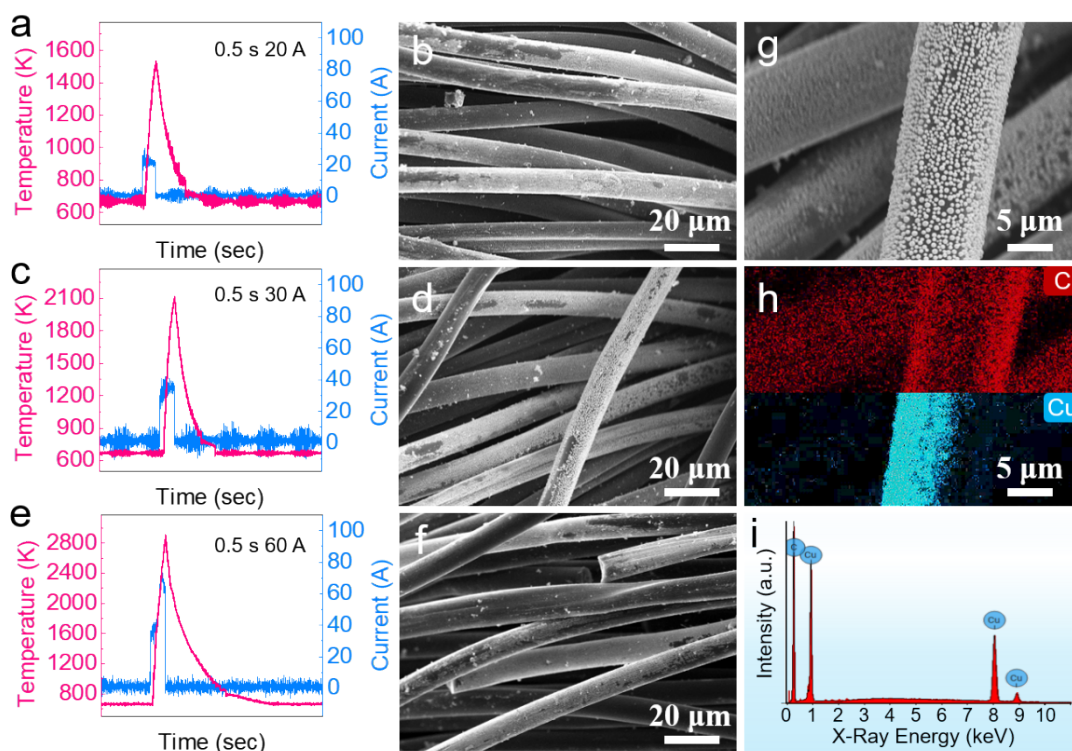 a
0.5 s 20 A
1600
1400
1200
1000
800
600
Temperature (K)
100
80
60
40
20
0
Current (A)
Time (sec)
b
20 μm
g
5 μm
c
0.5 s 30 A
2100
1800
1500
1200
900
600
Temperature (K)
100
80
60
40
20
0
Current (A)
Time (sec)
d
20 μm
h
C
Cu
5 μm
e
0.5 s 60 A
2800
2400
2000
1600
1200
800
Temperature (K)
100
80
60
40
20
0
Current (A)
Time (sec)
f
20 μm
i
C
Cu
Cu
Cu
Intensity (a.u.)
0 1 2 3 4 5 6 7 8 9 10
X-Ray Energy (keV)